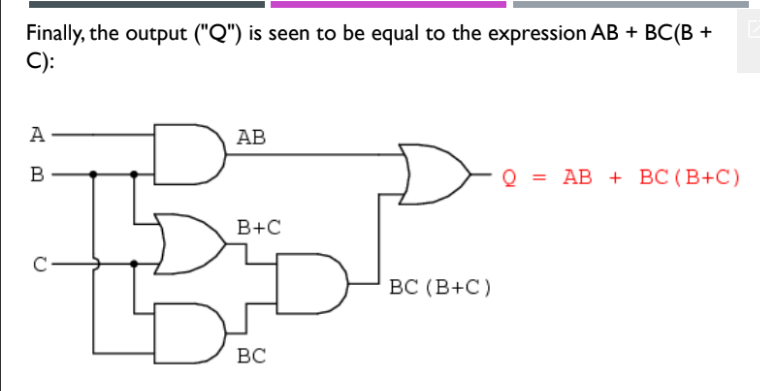 Finally, the output ("Q") is seen to be equal to the expression AB + BC(B +
C):
A
AB
B
Q = AB + BC(B+C)
B+C
C
BC(B+C)
BC